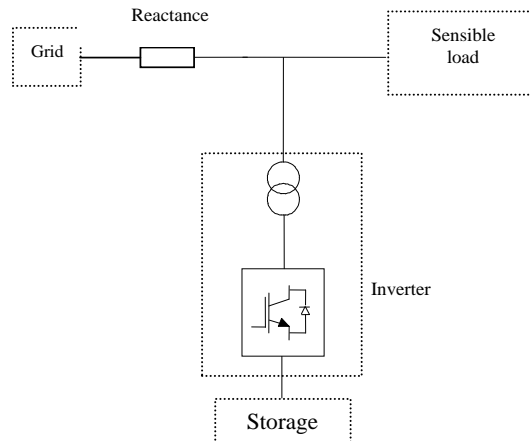 Reactance
Grid
Sensible
load
Inverter
Storage